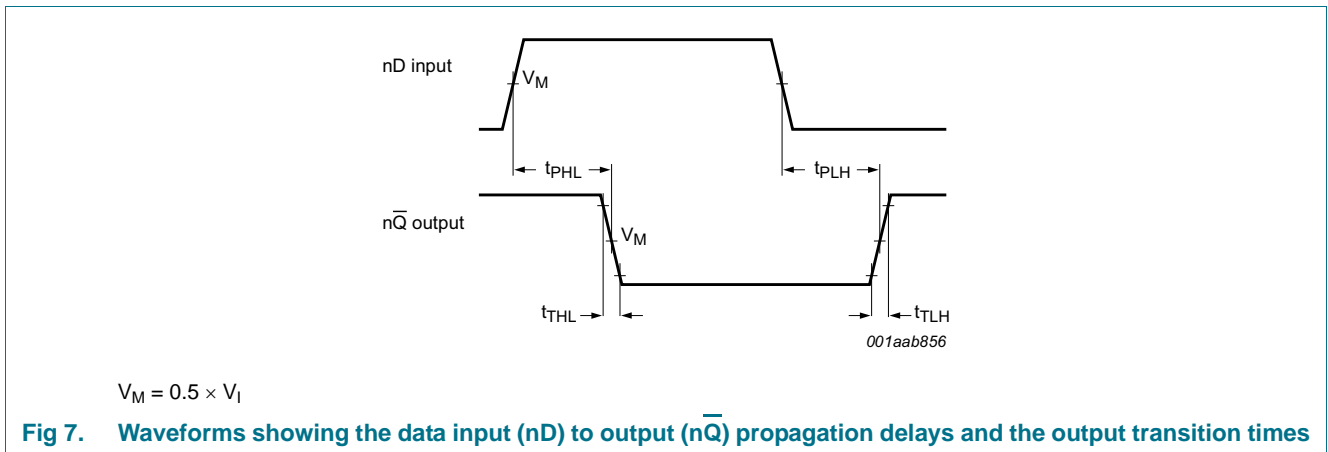 nD input
VM
tPHL
tPLH
nQ̅ output
VM
tTHL
tTLH
001aab856
VM = 0.5 × VI
Fig 7. Waveforms showing the data input (nD) to output (nQ̅) propagation delays and the output transition times